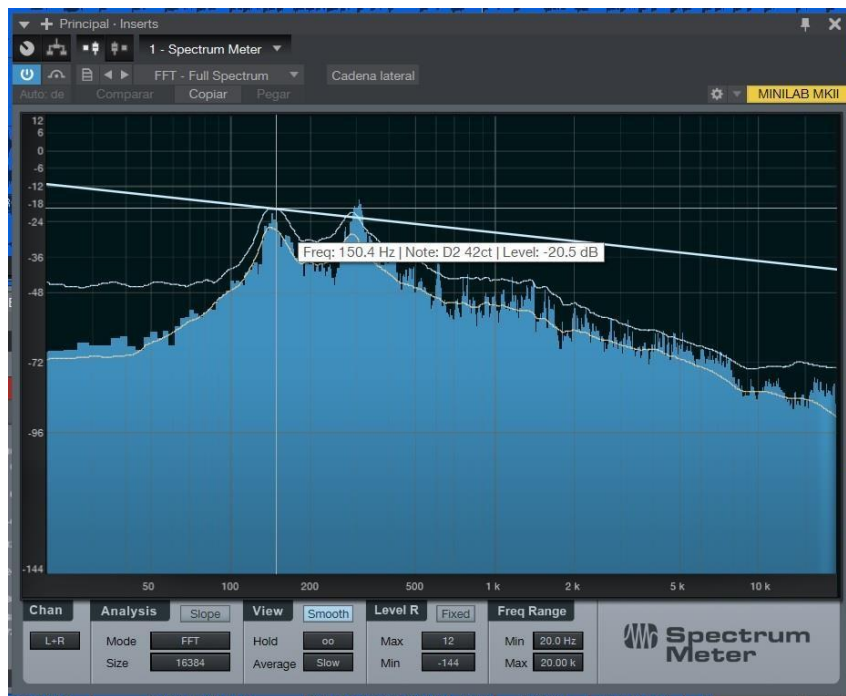 Principal - Inserts
1 - Spectrum Meter
FFT - Full Spectrum Cadena lateral
Auto: de Comparar Copiar Pegar MINILAB MKII
12
6
0
-6
-12
-18
-24
Freq: 150.4 Hz | Note: D2 42ct | Level: -20.5 dB
-36
-48
-72
-96
-144
50 100 200 500 1 k 2 k 5 k 10 k
Chan Analysis Slope View Smooth Level R Fixed Freq Range
L+R Mode FFT Hold oo Max 12 Min 20.0 Hz
Size 16384 Average Slow Min -144 Max 20.00 k
Spectrum
Meter